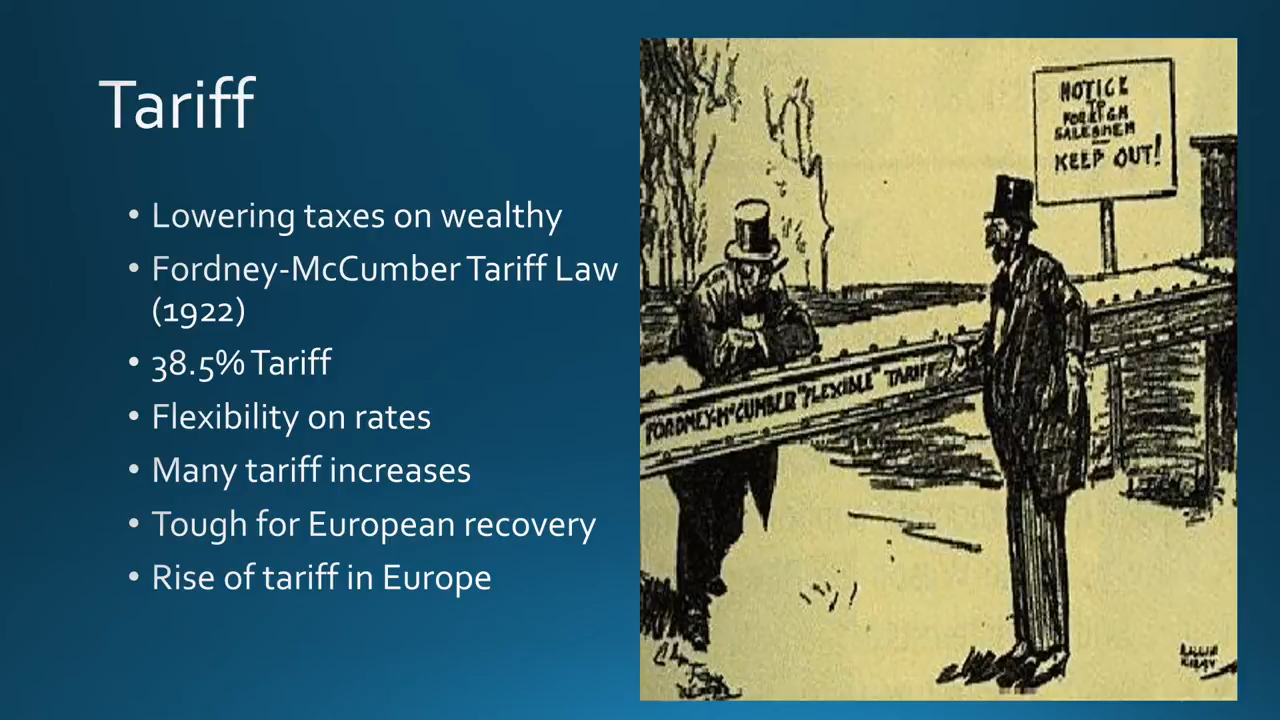 Tariff
• Lowering taxes on wealthy
• Fordney-McCumber Tariff Law
(1922)
• 38.5% Tariff
• Flexibility on rates
• Many tariff increases
• Tough for European recovery
• Rise of tariff in Europe
NOTICE
TO
FOREIGN
SALESMEN
KEEP OUT!
FORDNEY-McCUMBER "FLEXIBLE" TARIFF